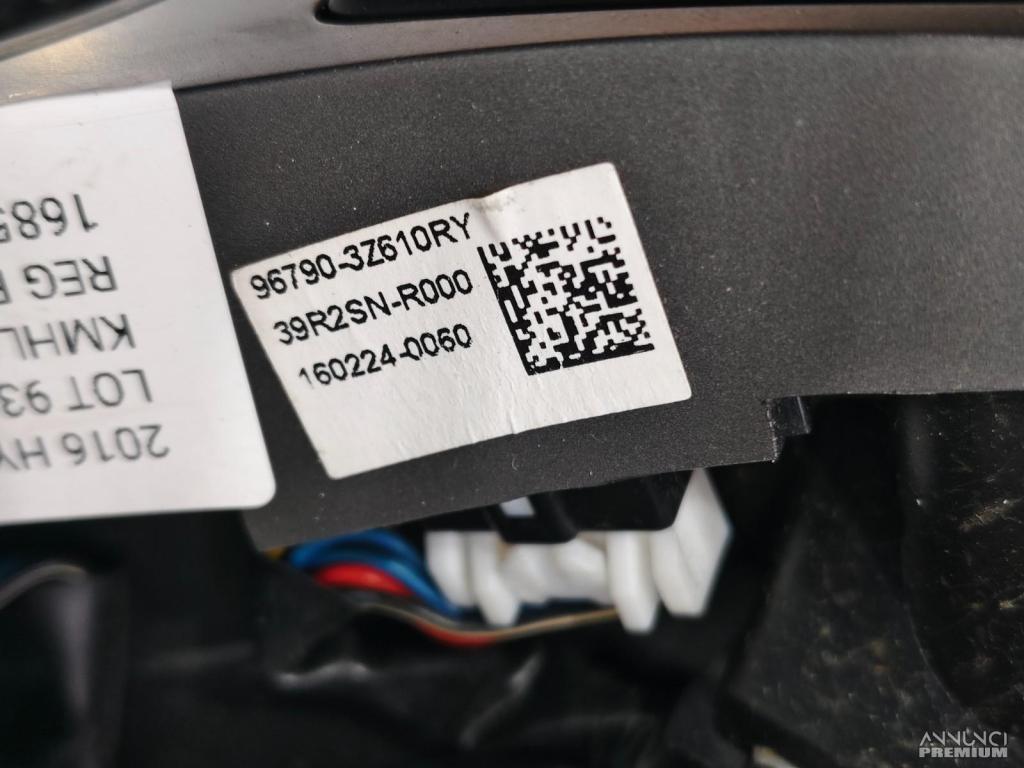 96790-3Z610RY
39R2SN-R000
160224-0060
2016 HY
LOT 93
KMHL
REG
168
ANNUNCI
PREMIUM